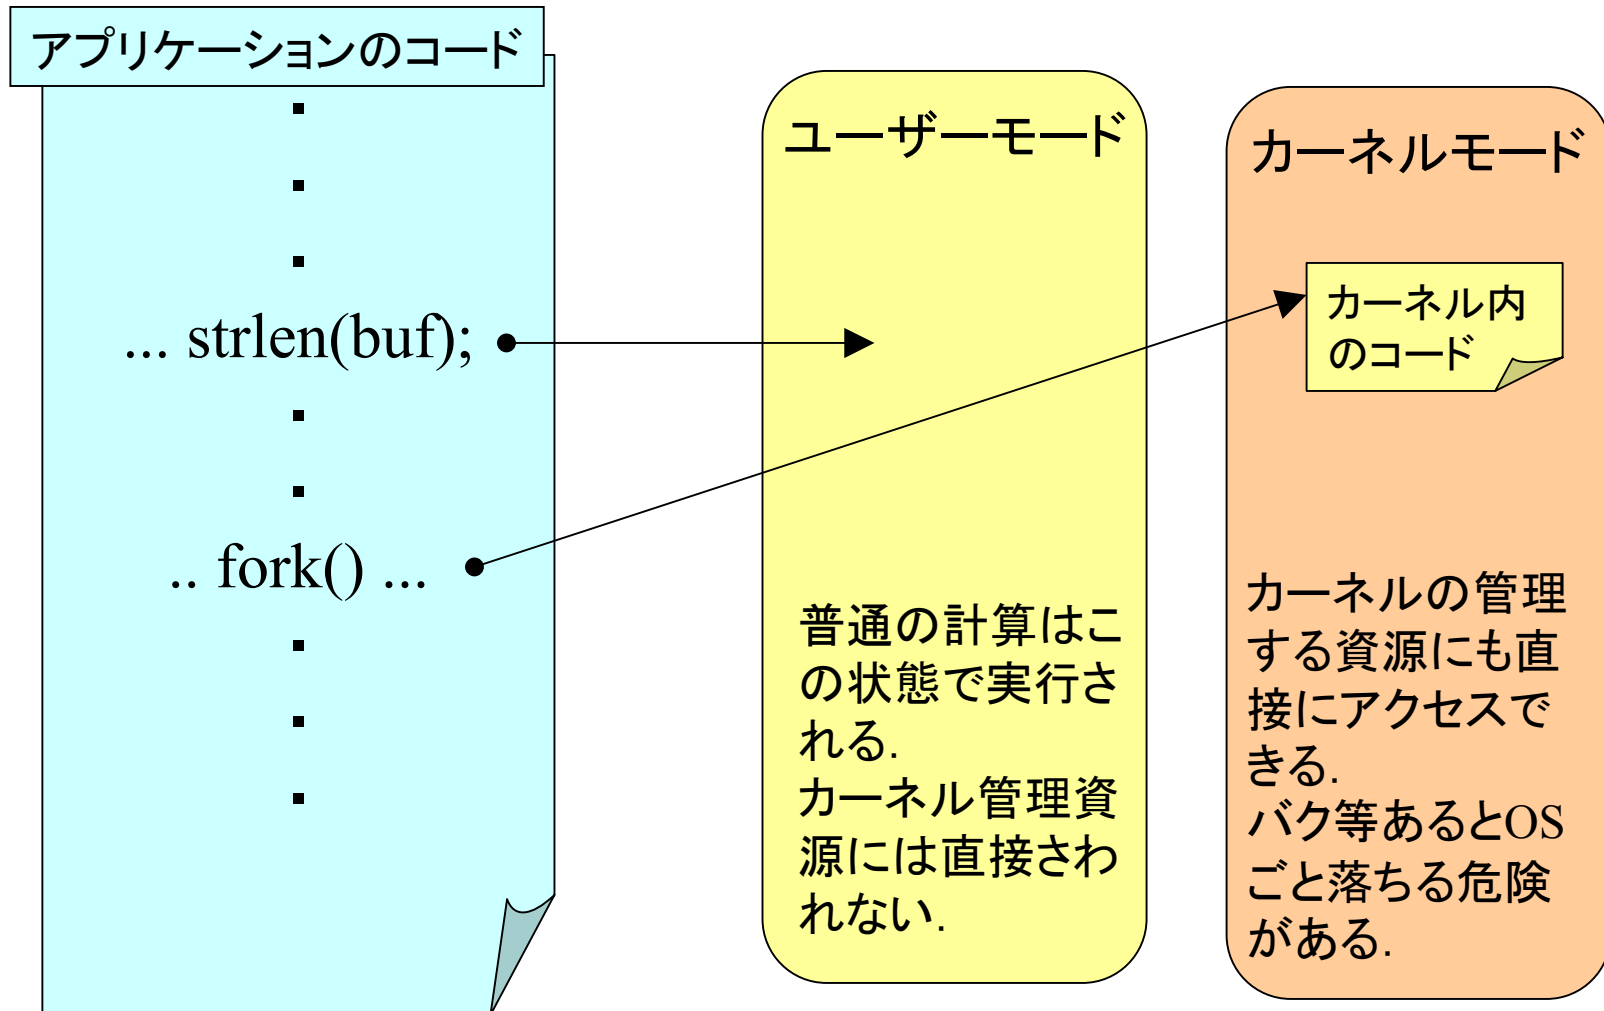 アプリケーションのコード
... strlen(buf);
.. fork() ...
ユーザーモード
普通の計算はこ
の状態で実行さ
れる.
カーネル管理資
源には直接さわ
れない.
カーネルモード
カーネル内
のコード
カーネルの管理
する資源にも直
接にアクセスで
きる.
バク等あるとOS
ごと落ちる危険
がある.